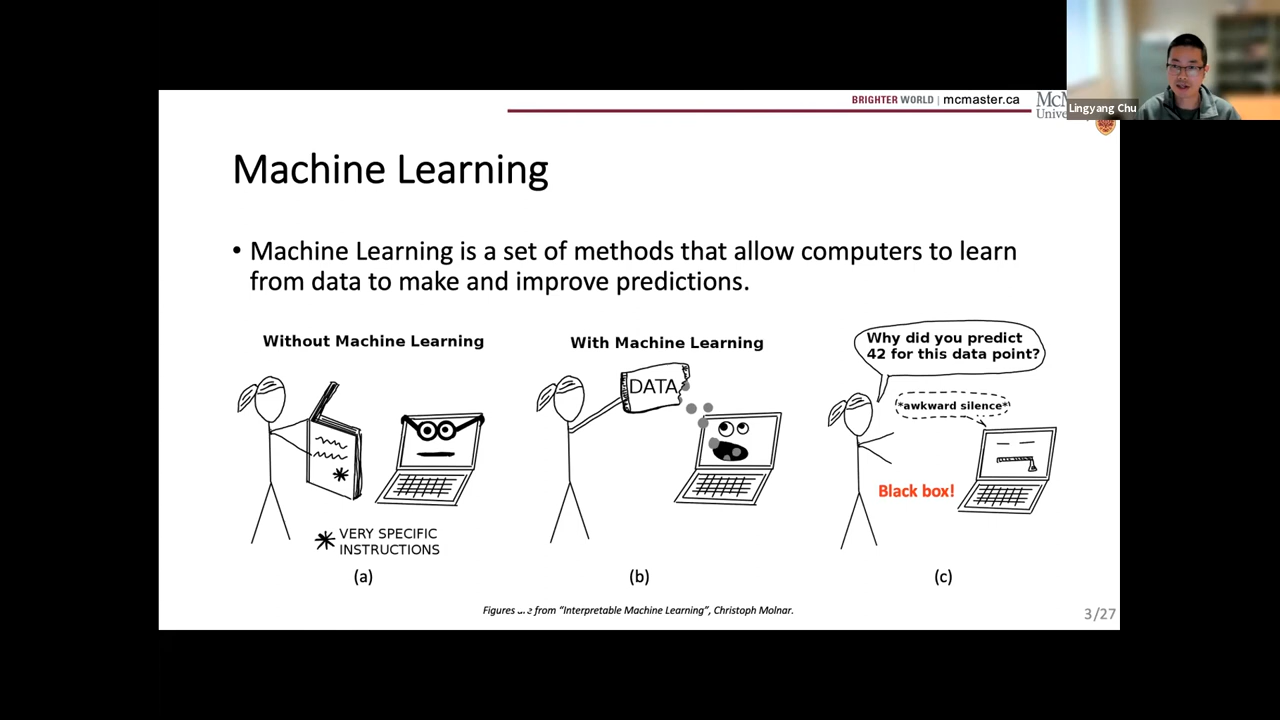 BRIGHTER WORLD | mcmaster.ca
McM
Univer
Lingyang Chu
Machine Learning
• Machine Learning is a set of methods that allow computers to learn
from data to make and improve predictions.
Without Machine Learning
VERY SPECIFIC
INSTRUCTIONS
(a)
With Machine Learning
DATA
(b)
Why did you predict
42 for this data point?
*awkward silence*
Black box!
(c)
Figures from “Interpretable Machine Learning”, Christoph Molnar.
3/27